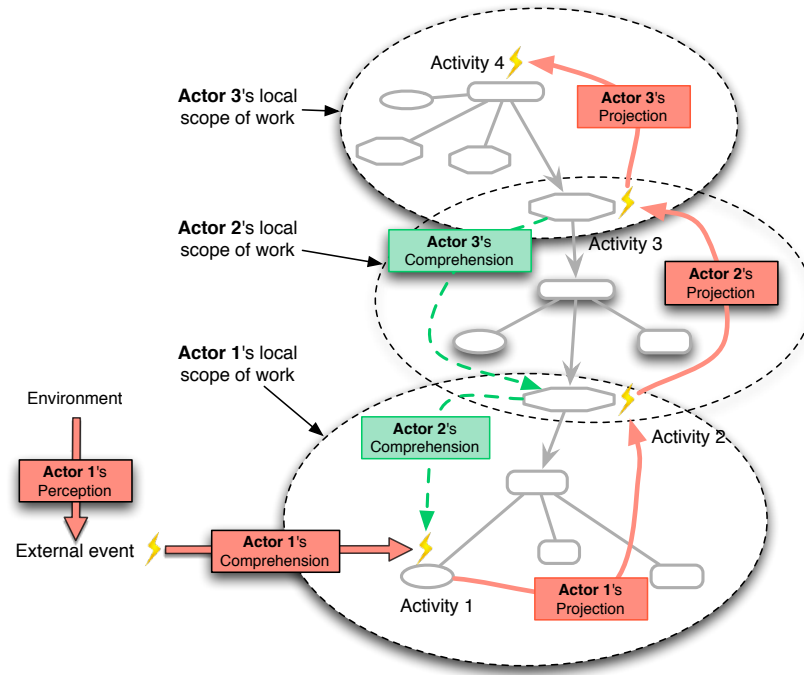 Activity 4
Actor 3's local
scope of work
Actor 3's
Projection
Actor 2's local
scope of work
Actor 3's
Comprehension
Activity 3
Actor 2's
Projection
Actor 1's local
scope of work
Environment
Actor 2's
Comprehension
Activity 2
Actor 1's
Perception
External event
Actor 1's
Comprehension
Activity 1
Actor 1's
Projection